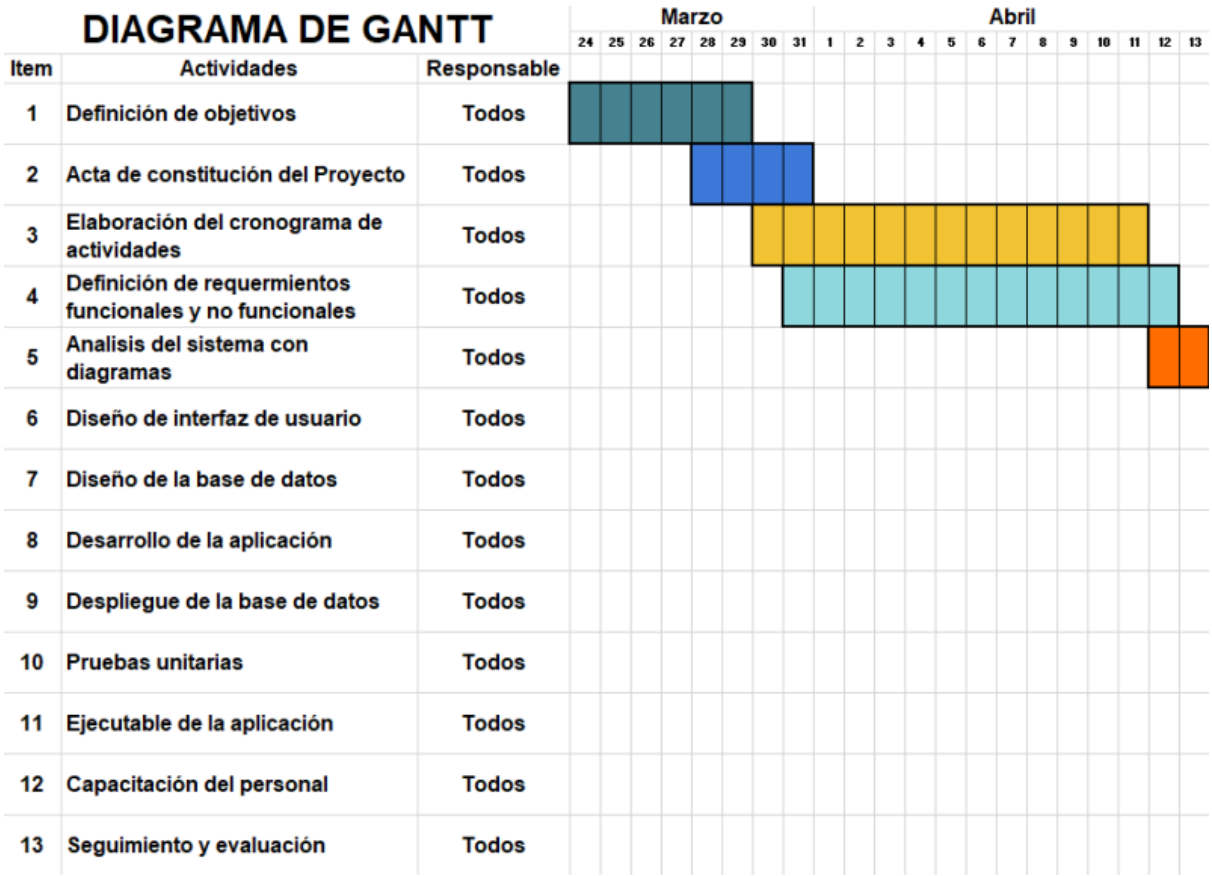 DIAGRAMA DE GANTT
Marzo Abril
24 25 26 27 28 29 30 31 1 2 3 4 5 6 7 8 9 10 11 12 13
Item Actividades Responsable
1 Definición de objetivos Todos
2 Acta de constitución del Proyecto Todos
3 Elaboración del cronograma de
actividades Todos
4 Definición de requermientos
funcionales y no funcionales Todos
5 Analisis del sistema con
diagramas Todos
6 Diseño de interfaz de usuario Todos
7 Diseño de la base de datos Todos
8 Desarrollo de la aplicación Todos
9 Despliegue de la base de datos Todos
10 Pruebas unitarias Todos
11 Ejecutable de la aplicación Todos
12 Capacitación del personal Todos
13 Seguimiento y evaluación Todos